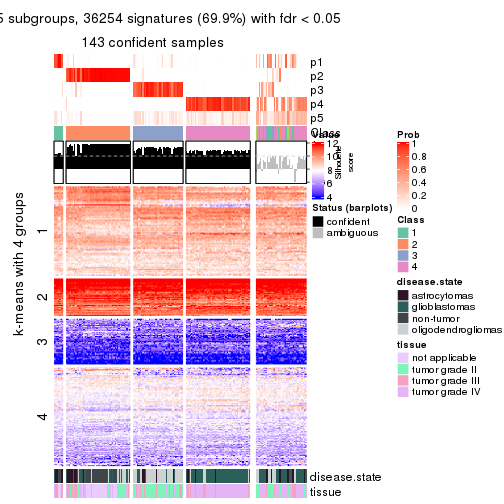 5 subgroups, 36254 signatures (69.9%) with fdr < 0.05
143 confident samples
p1
p2
p3
p4
p5
Class
Value
12
10
8
6
4
Silhouette
score
Prob
1
0.8
0.6
0.4
0.2
0
Status (barplots)
confident
ambiguous
Class
1
2
3
4
disease.state
astrocytomas
glioblastomas
non-tumor
oligodendrogliomas
tissue
not applicable
tumor grade II
tumor grade III
tumor grade IV
k-means with 4 groups
1
2
3
4
disease.state
tissue